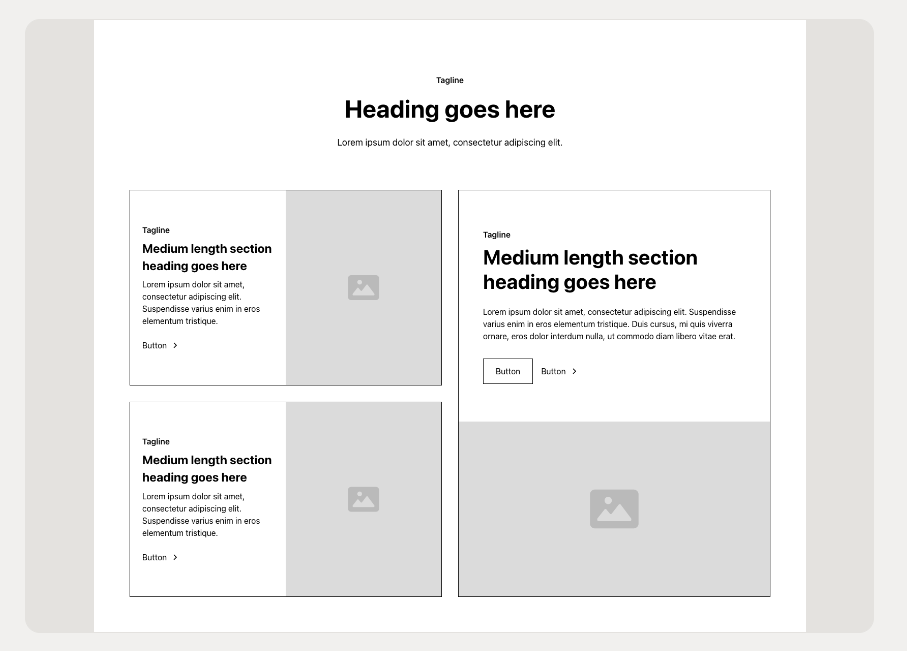 Tagline
Heading goes here
Lorem ipsum dolor sit amet, consectetur adipiscing elit.
Tagline
Medium length section
heading goes here
Lorem ipsum dolor sit amet,
consectetur adipiscing elit.
Suspendisse varius enim in eros
elementum tristique.
Button
Tagline
Medium length section
heading goes here
Lorem ipsum dolor sit amet,
consectetur adipiscing elit.
Suspendisse varius enim in eros
elementum tristique.
Button
Tagline
Medium length section
heading goes here
Lorem ipsum dolor sit amet, consectetur adipiscing elit. Suspendisse
varius enim in eros elementum tristique. Duis cursus, mi quis viverra
ornare, eros dolor interdum nulla, ut commodo diam libero vitae erat.
Button Button